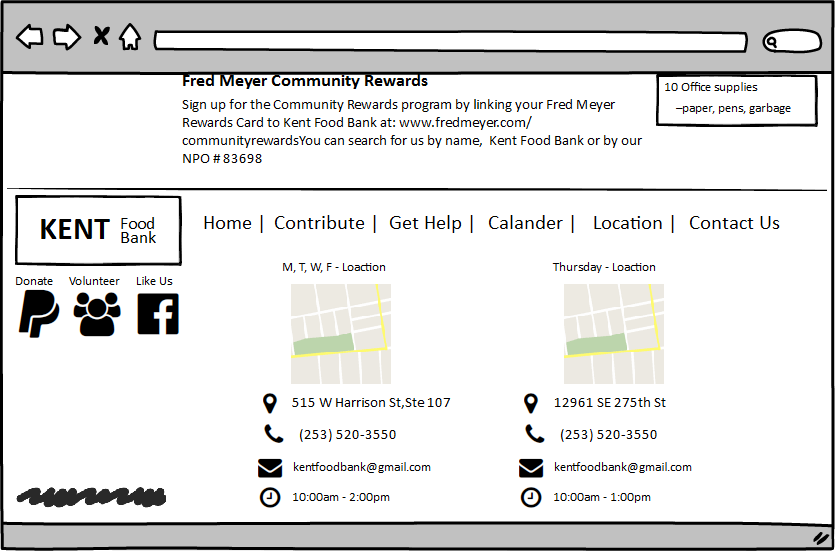 Fred Meyer Community Rewards
Sign up for the Community Rewards program by linking your Fred Meyer
Rewards Card to Kent Food Bank at: www.fredmeyer.com/
communityrewardsYou can search for us by name,  Kent Food Bank or by our
NPO # 83698
10 Office supplies
–paper, pens, garbage
KENT Food
Bank
Home | Contribute | Get Help | Calander | Location | Contact Us
Donate Volunteer Like Us
M, T, W, F - Loaction
515 W Harrison St,Ste 107
(253) 520-3550
kentfoodbank@gmail.com
10:00am - 2:00pm
Thursday - Loaction
12961 SE 275th St
(253) 520-3550
kentfoodbank@gmail.com
10:00am - 1:00pm